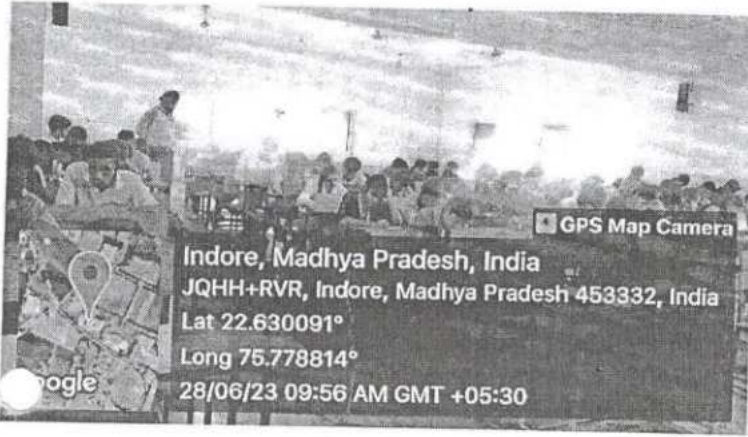 GPS Map Camera
Indore, Madhya Pradesh, India
JQHH+RVR, Indore, Madhya Pradesh 453332, India
Lat 22.630091°
Long 75.778814°
28/06/23 09:56 AM GMT +05:30